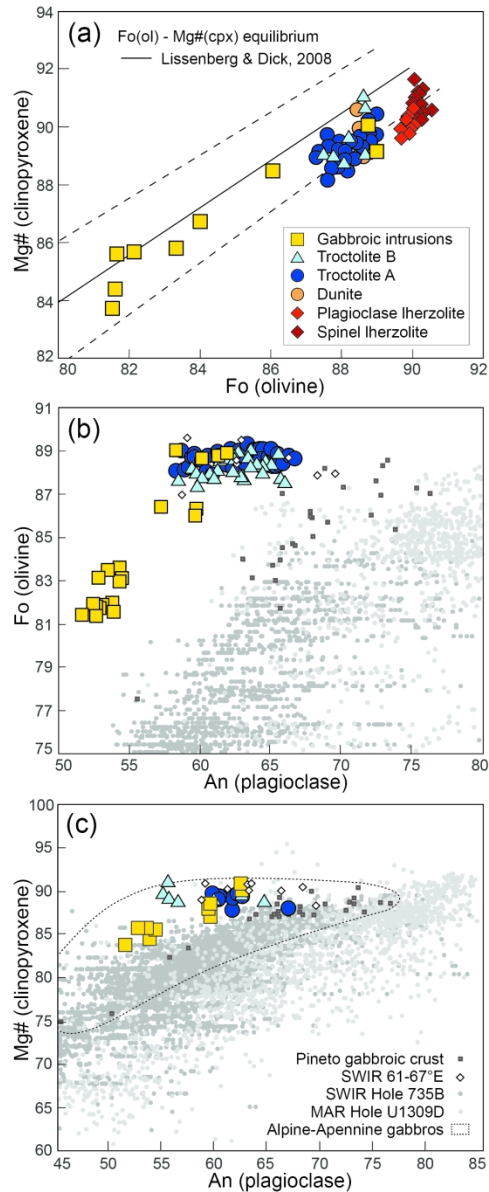 (a)
Fo(ol) - Mg#(cpx) equilibrium
Lissenberg & Dick, 2008
92
90
88
86
84
82
Mg# (clinopyroxene)
Gabbroic intrusions
Troctolite B
Troctolite A
Dunite
Plagioclase lherzolite
Spinel lherzolite
80 82 84 86 88 90 92
Fo (olivine)
(b)
91
89
87
85
83
81
79
77
75
Fo (olivine)
50 55 60 65 70 75 80
An (plagioclase)
(c)
100
95
90
85
80
75
70
65
60
Mg# (clinopyroxene)
Pineto gabbroic crust
SWIR 61-67°E
SWIR Hole 735B
MAR Hole U1309D
Alpine-Apennine gabbros
45 50 55 60 65 70 75 80 85
An (plagioclase)